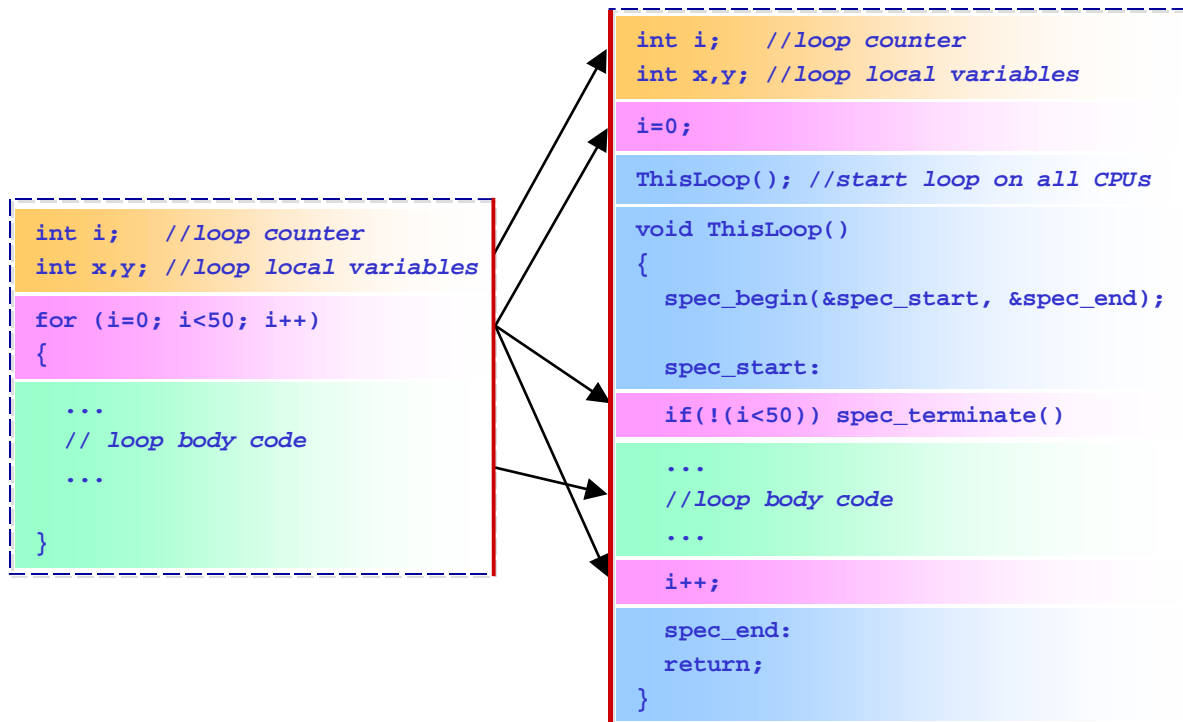 int i;   //loop counter
int x,y; //loop local variables
for (i=0; i<50; i++)
{
...
// loop body code
...
}
int i;   //loop counter
int x,y; //loop local variables
i=0;
ThisLoop(); //start loop on all CPUs
void ThisLoop()
{
spec_begin(&spec_start, &spec_end);
spec_start:
if(!(i<50)) spec_terminate()
...
//loop body code
...
i++;
spec_end:
return;
}